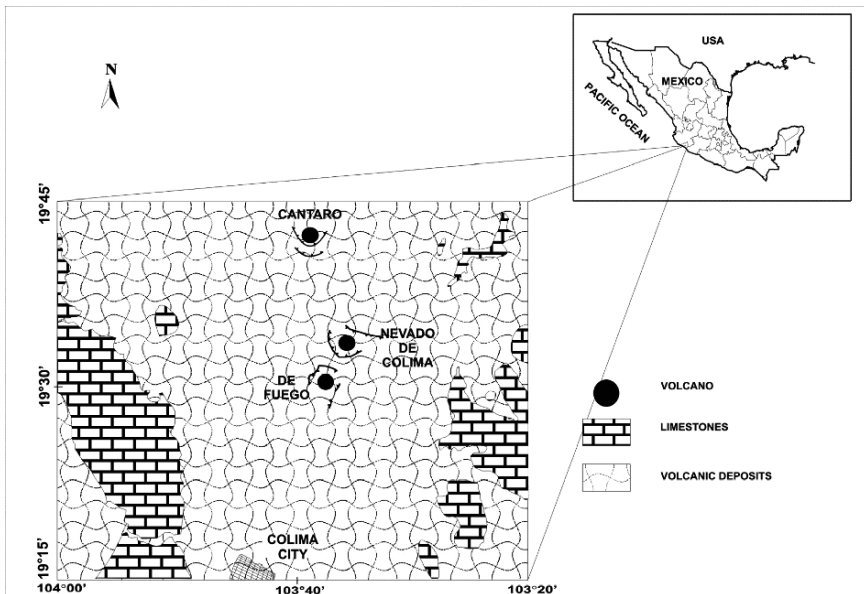 N
USA
MEXICO
PACIFIC OCEAN
19°45'
CANTARO
NEVADO
DE
COLIMA
DE
FUEGO
19°30'
VOLCANO
LIMESTONES
VOLCANIC DEPOSITS
COLIMA
CITY
19°15'
104°00'
103°40'
103°20'